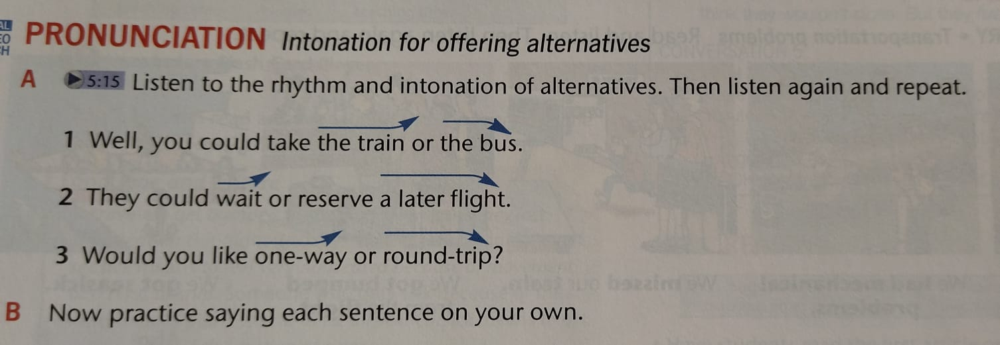 PRONUNCIATION Intonation for offering alternatives
A 5:15 Listen to the rhythm and intonation of alternatives. Then listen again and repeat.
1 Well, you could take the train or the bus.
2 They could wait or reserve a later flight.
3 Would you like one-way or round-trip?
B Now practice saying each sentence on your own.